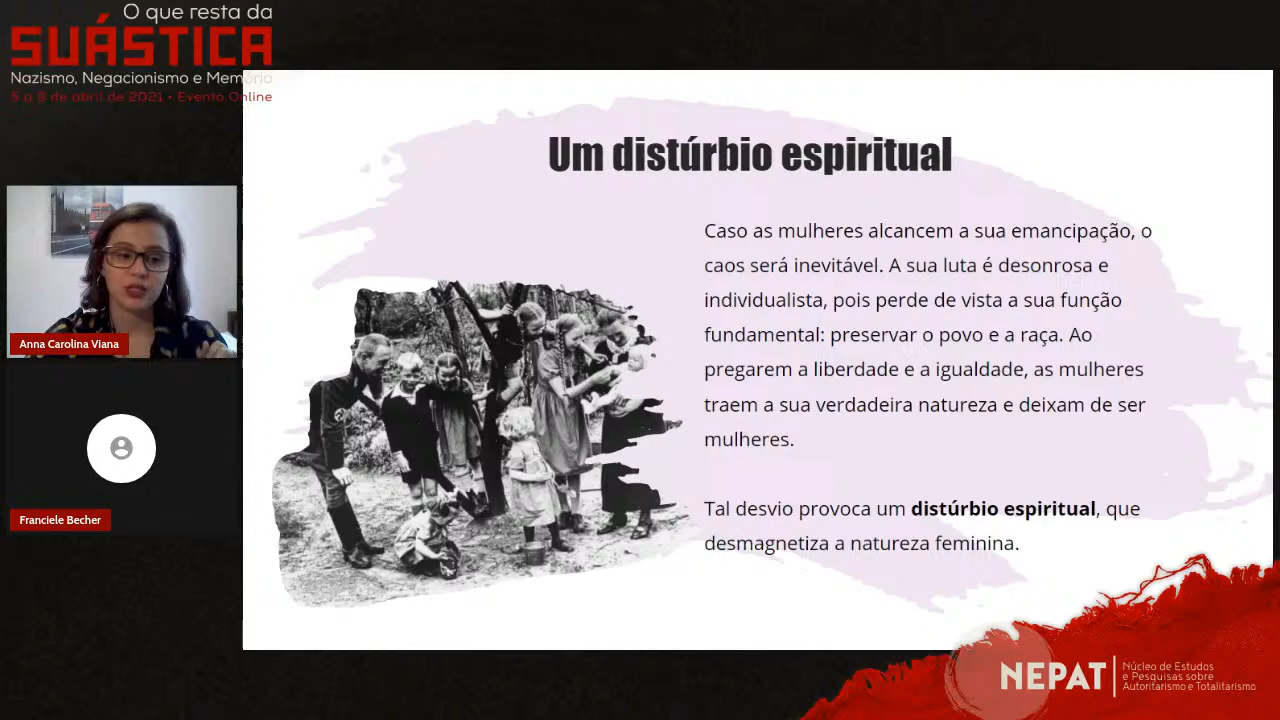 O que resta da
SUÁSTICA
Nazismo, Negacionismo e Memória
5 a 9 de abril de 2021 • Evento Online
Um distúrbio espiritual
Caso as mulheres alcancem a sua emancipação, o
caos será inevitável. A sua luta é desonrosa e
individualista, pois perde de vista a sua função
fundamental: preservar o povo e a raça. Ao
pregarem a liberdade e a igualdade, as mulheres
traem a sua verdadeira natureza e deixam de ser
mulheres.
Tal desvio provoca um distúrbio espiritual, que
desmagnetiza a natureza feminina.
Anna Carolina Viana
Franciele Becher
NEPAT
Núcleo de Estudos
e Pesquisas sobre
Autoritarismo e Totalitarismo